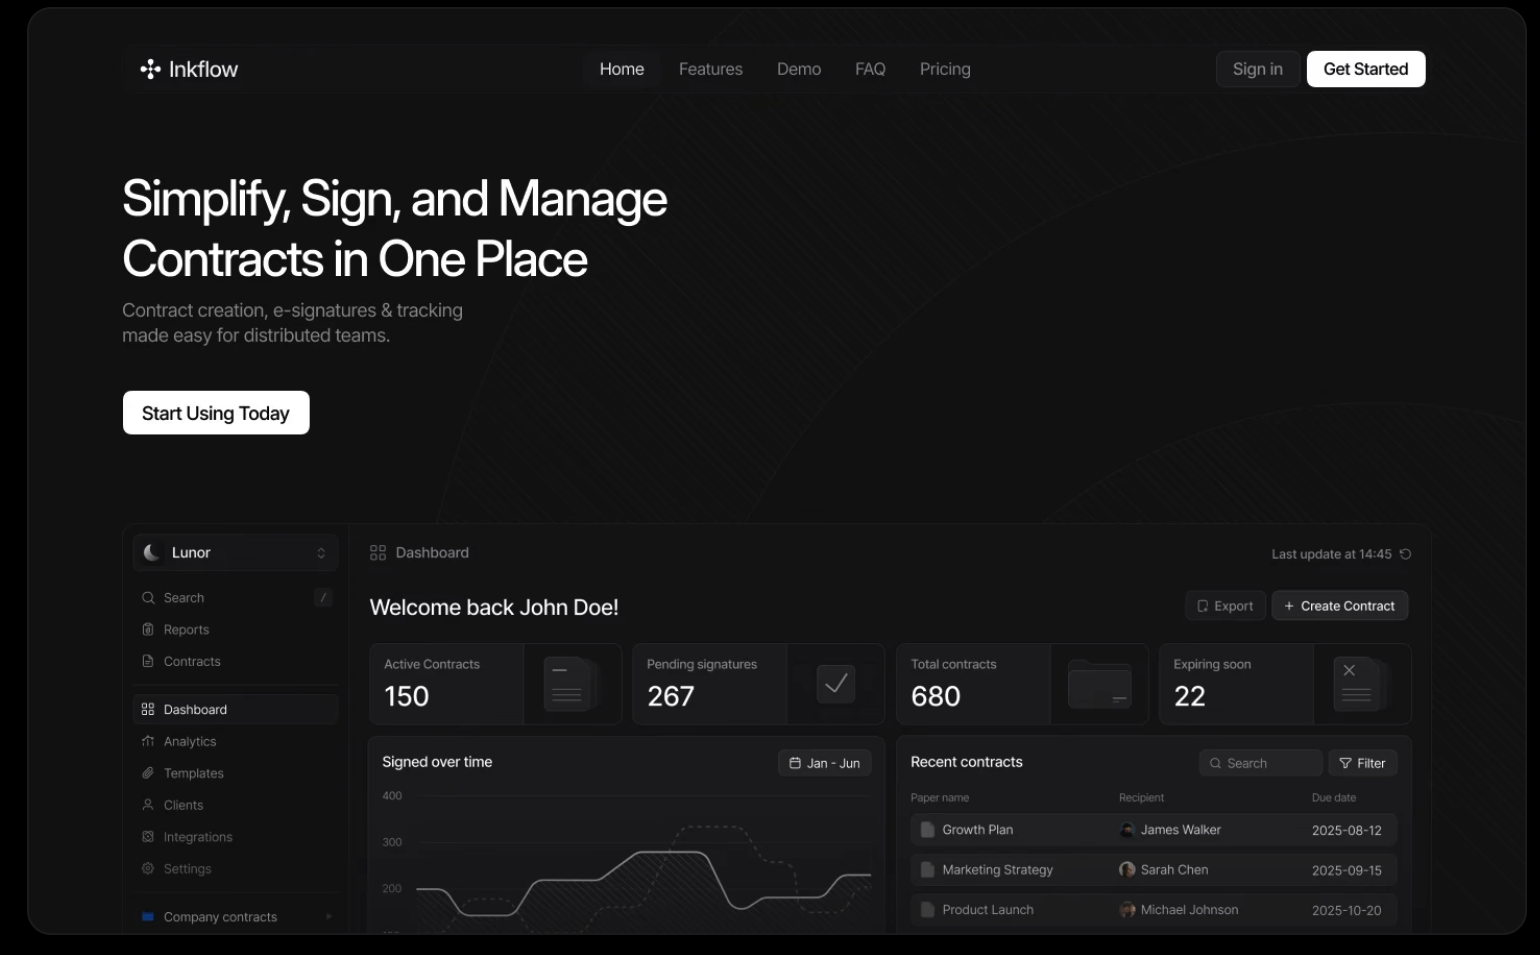 Inkflow
Home
Features
Demo
FAQ
Pricing
Sign in
Get Started
Simplify, Sign, and Manage
Contracts in One Place
Contract creation, e-signatures & tracking
made easy for distributed teams.
Start Using Today
Lunor
Search
/
Reports
Contracts
Dashboard
Analytics
Templates
Clients
Integrations
Settings
Company contracts
Dashboard
Last update at 14:45
Welcome back John Doe!
Export
+ Create Contract
Active Contracts
150
Pending signatures
267
Total contracts
680
Expiring soon
22
Signed over time
Jan - Jun
400
300
200
Recent contracts
Search
Filter
Paper name Recipient Due date
Growth Plan James Walker 2025-08-12
Marketing Strategy Sarah Chen 2025-09-15
Product Launch Michael Johnson 2025-10-20